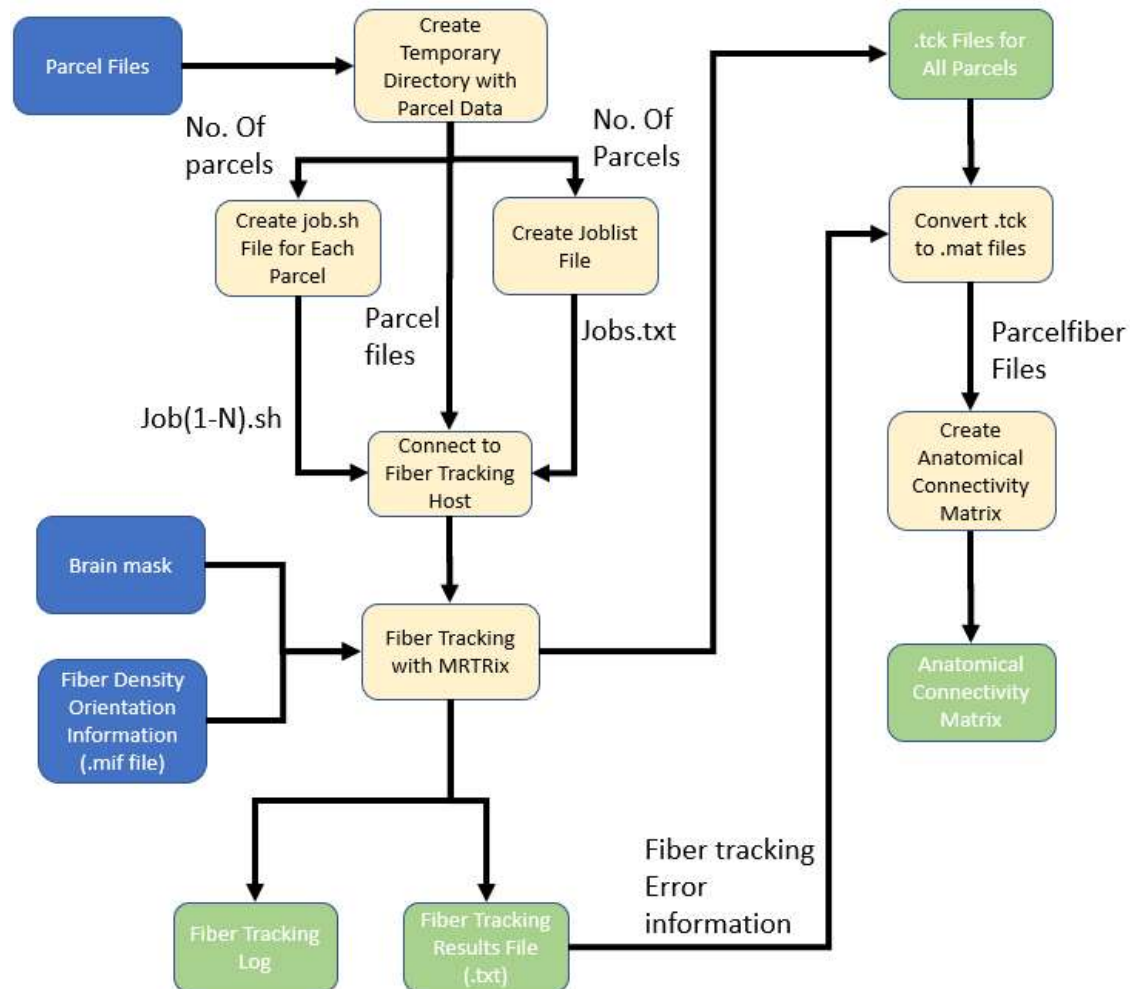 Parcel Files
Create
Temporary
Directory with
Parcel Data
.tck Files for
All Parcels
No. Of
parcels
No. Of
Parcels
Create job.sh
File for Each
Parcel
Create Joblist
File
Convert .tck
to .mat files
Parcel
files
Jobs.txt
Parcelfiber
Files
Job(1-N).sh
Connect to
Fiber Tracking
Host
Create
Anatomical
Connectivity
Matrix
Brain mask
Fiber Tracking
with MRTRix
Fiber Density
Orientation
Information
(.mif file)
Anatomical
Connectivity
Matrix
Fiber tracking
Error
information
Fiber Tracking
Log
Fiber Tracking
Results File
(.txt)